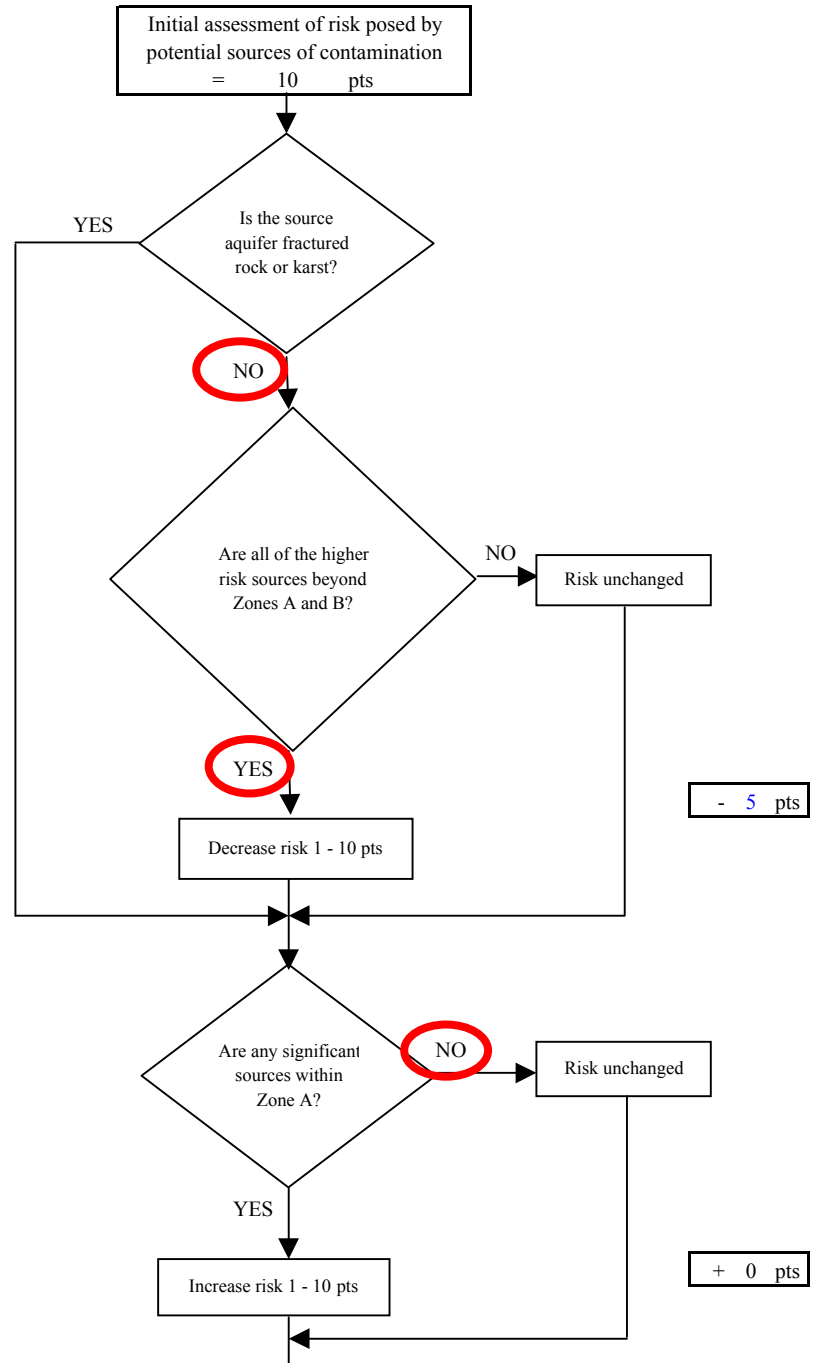 Initial assessment of risk posed by
potential sources of contamination
= 10 pts
YES
Is the source
aquifer fractured
rock or karst?
NO
Are all of the higher
risk sources beyond
Zones A and B?
NO
Risk unchanged
YES
- 5 pts
Decrease risk 1 - 10 pts
Are any significant
sources within
Zone A?
NO
Risk unchanged
YES
+ 0 pts
Increase risk 1 - 10 pts